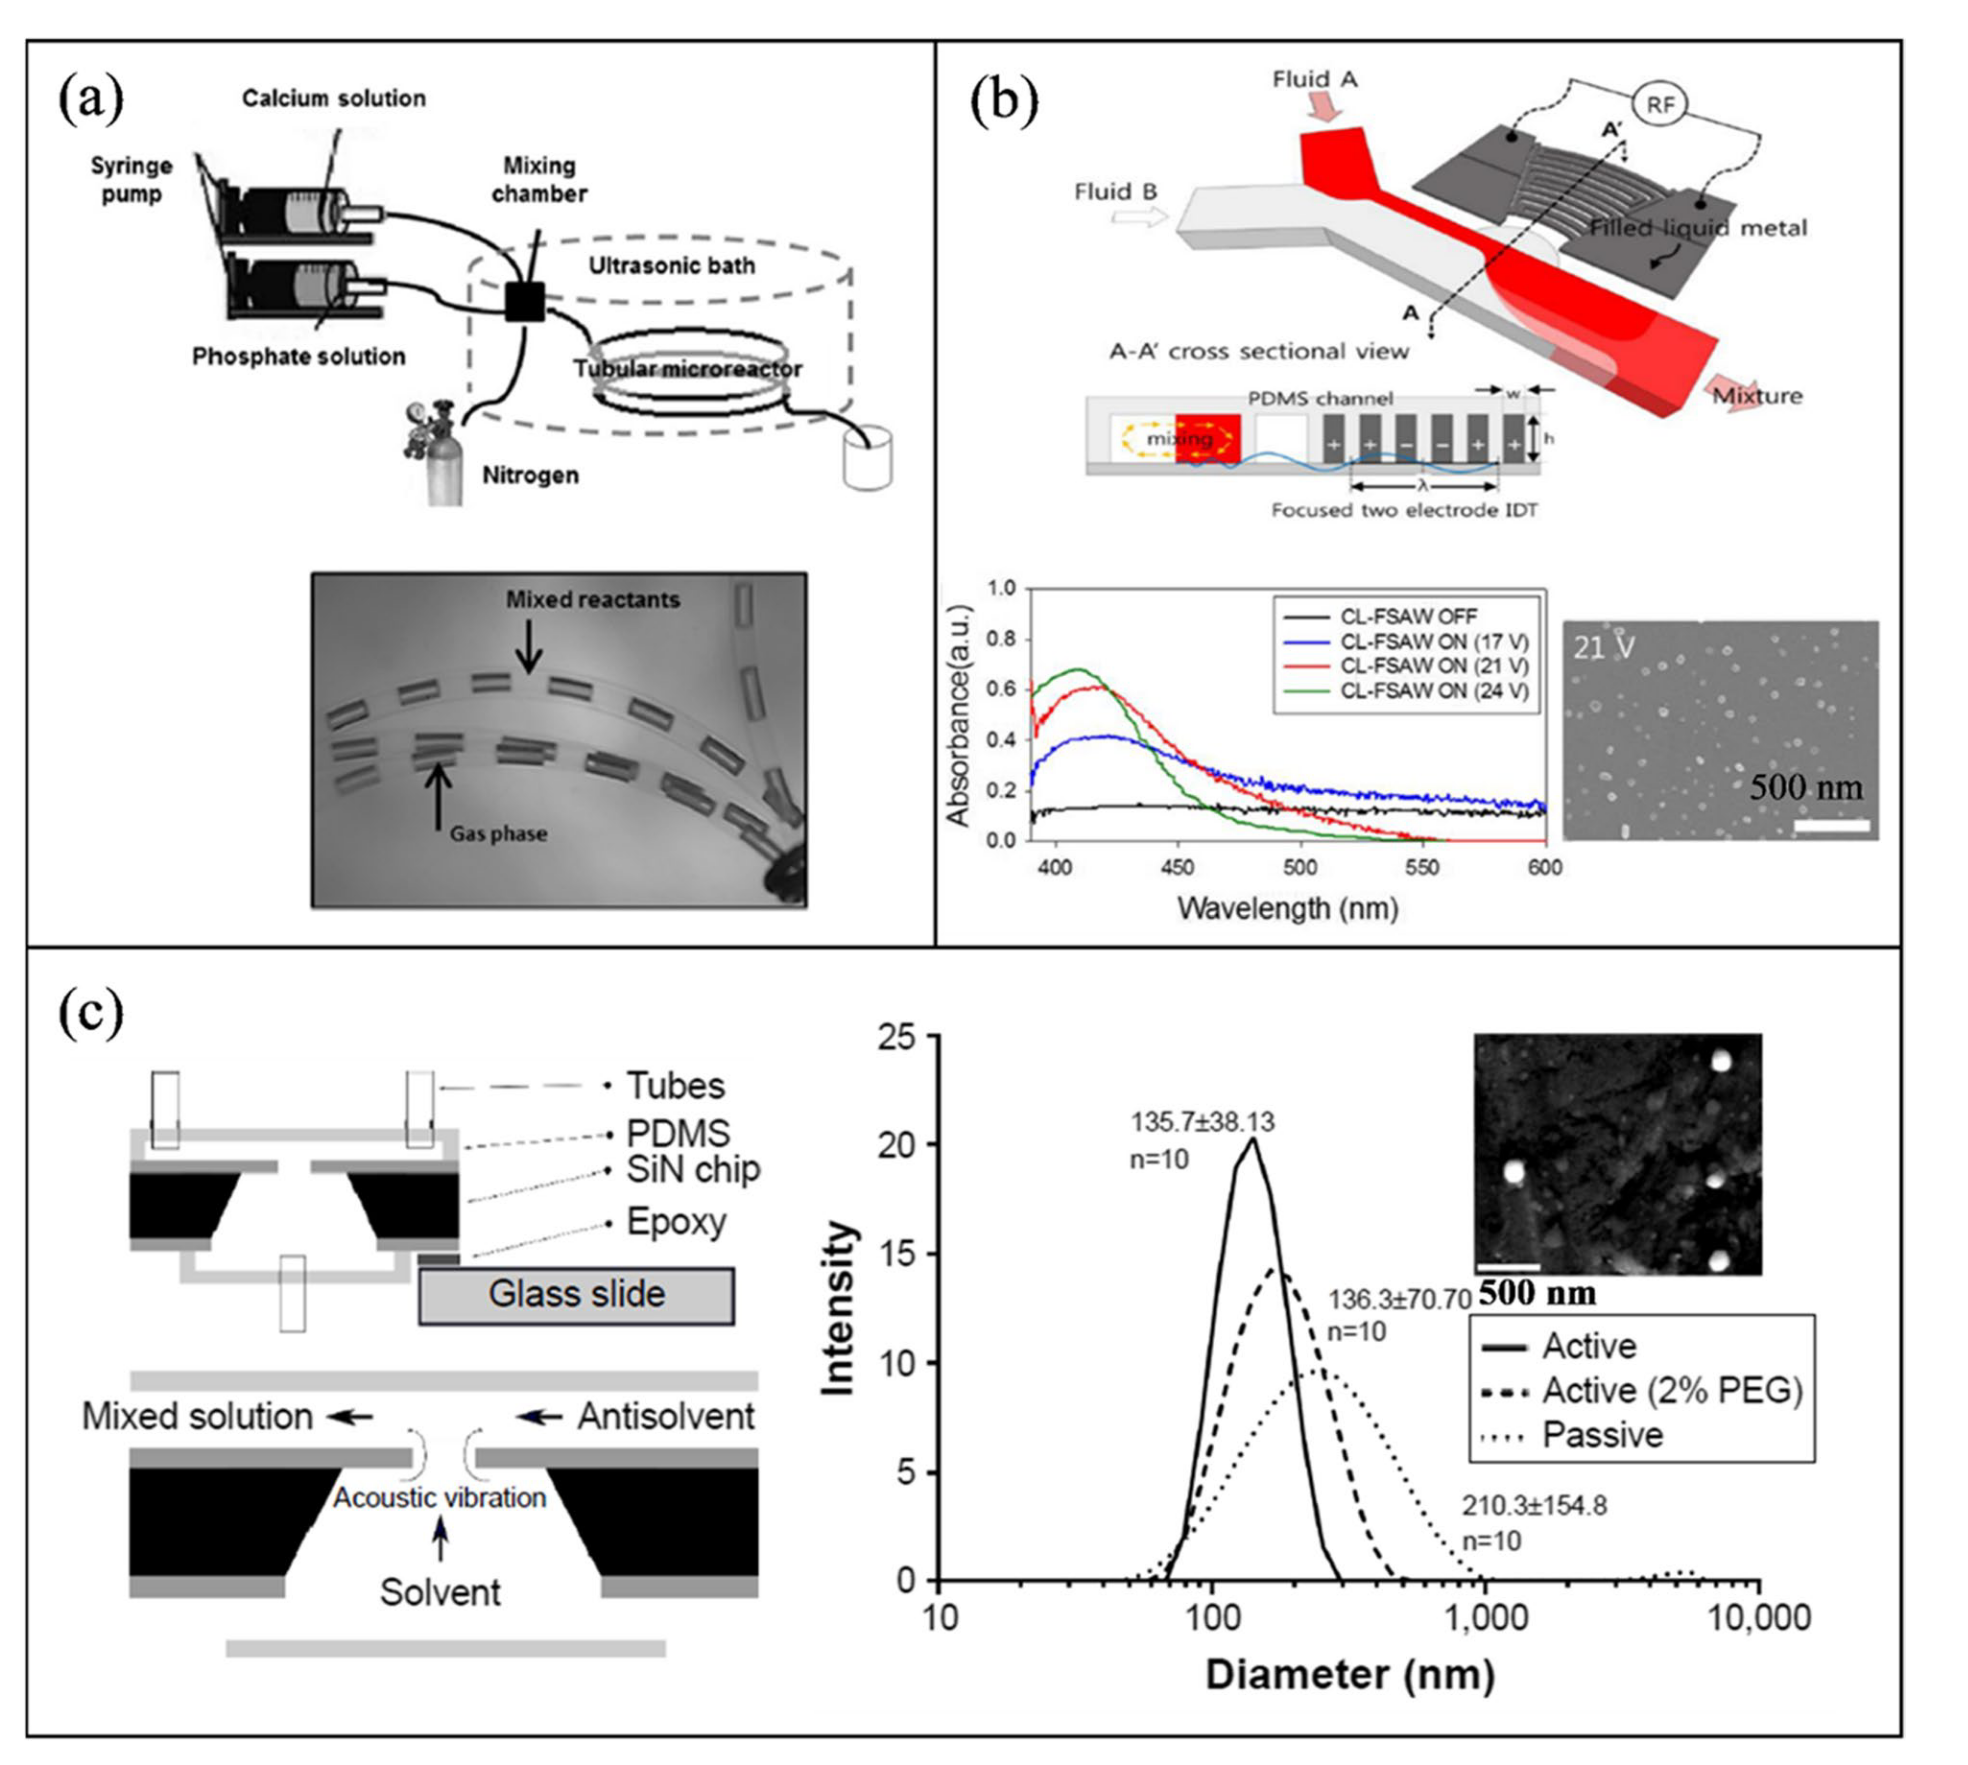 (a)
Calcium solution
Syringe
pump
Mixing
chamber
Ultrasonic bath
Phosphate solution
Tubular microreactor
Nitrogen
Mixed reactants
Gas phase
(b)
Fluid A
RF
A'
Fluid B
Filled liquid metal
A
A-A' cross sectional view
Mixture
PDMS channel
w
mixing
+ + − − + +
h
λ
Focused two electrode IDT
Absorbance(a.u.)
1.0
0.8
0.6
0.4
0.2
0.0
CL-FSAW OFF
CL-FSAW ON (17 V)
CL-FSAW ON (21 V)
CL-FSAW ON (24 V)
400 450 500 550 600
Wavelength (nm)
21 V
500 nm
(c)
Tubes
PDMS
SiN chip
Epoxy
Glass slide
Mixed solution
Antisolvent
Acoustic vibration
Solvent
Intensity
25
20
15
10
5
0
135.7±38.13
n=10
136.3±70.70
n=10
500 nm
Active
Active (2% PEG)
Passive
210.3±154.8
n=10
10 100 1,000 10,000
Diameter (nm)